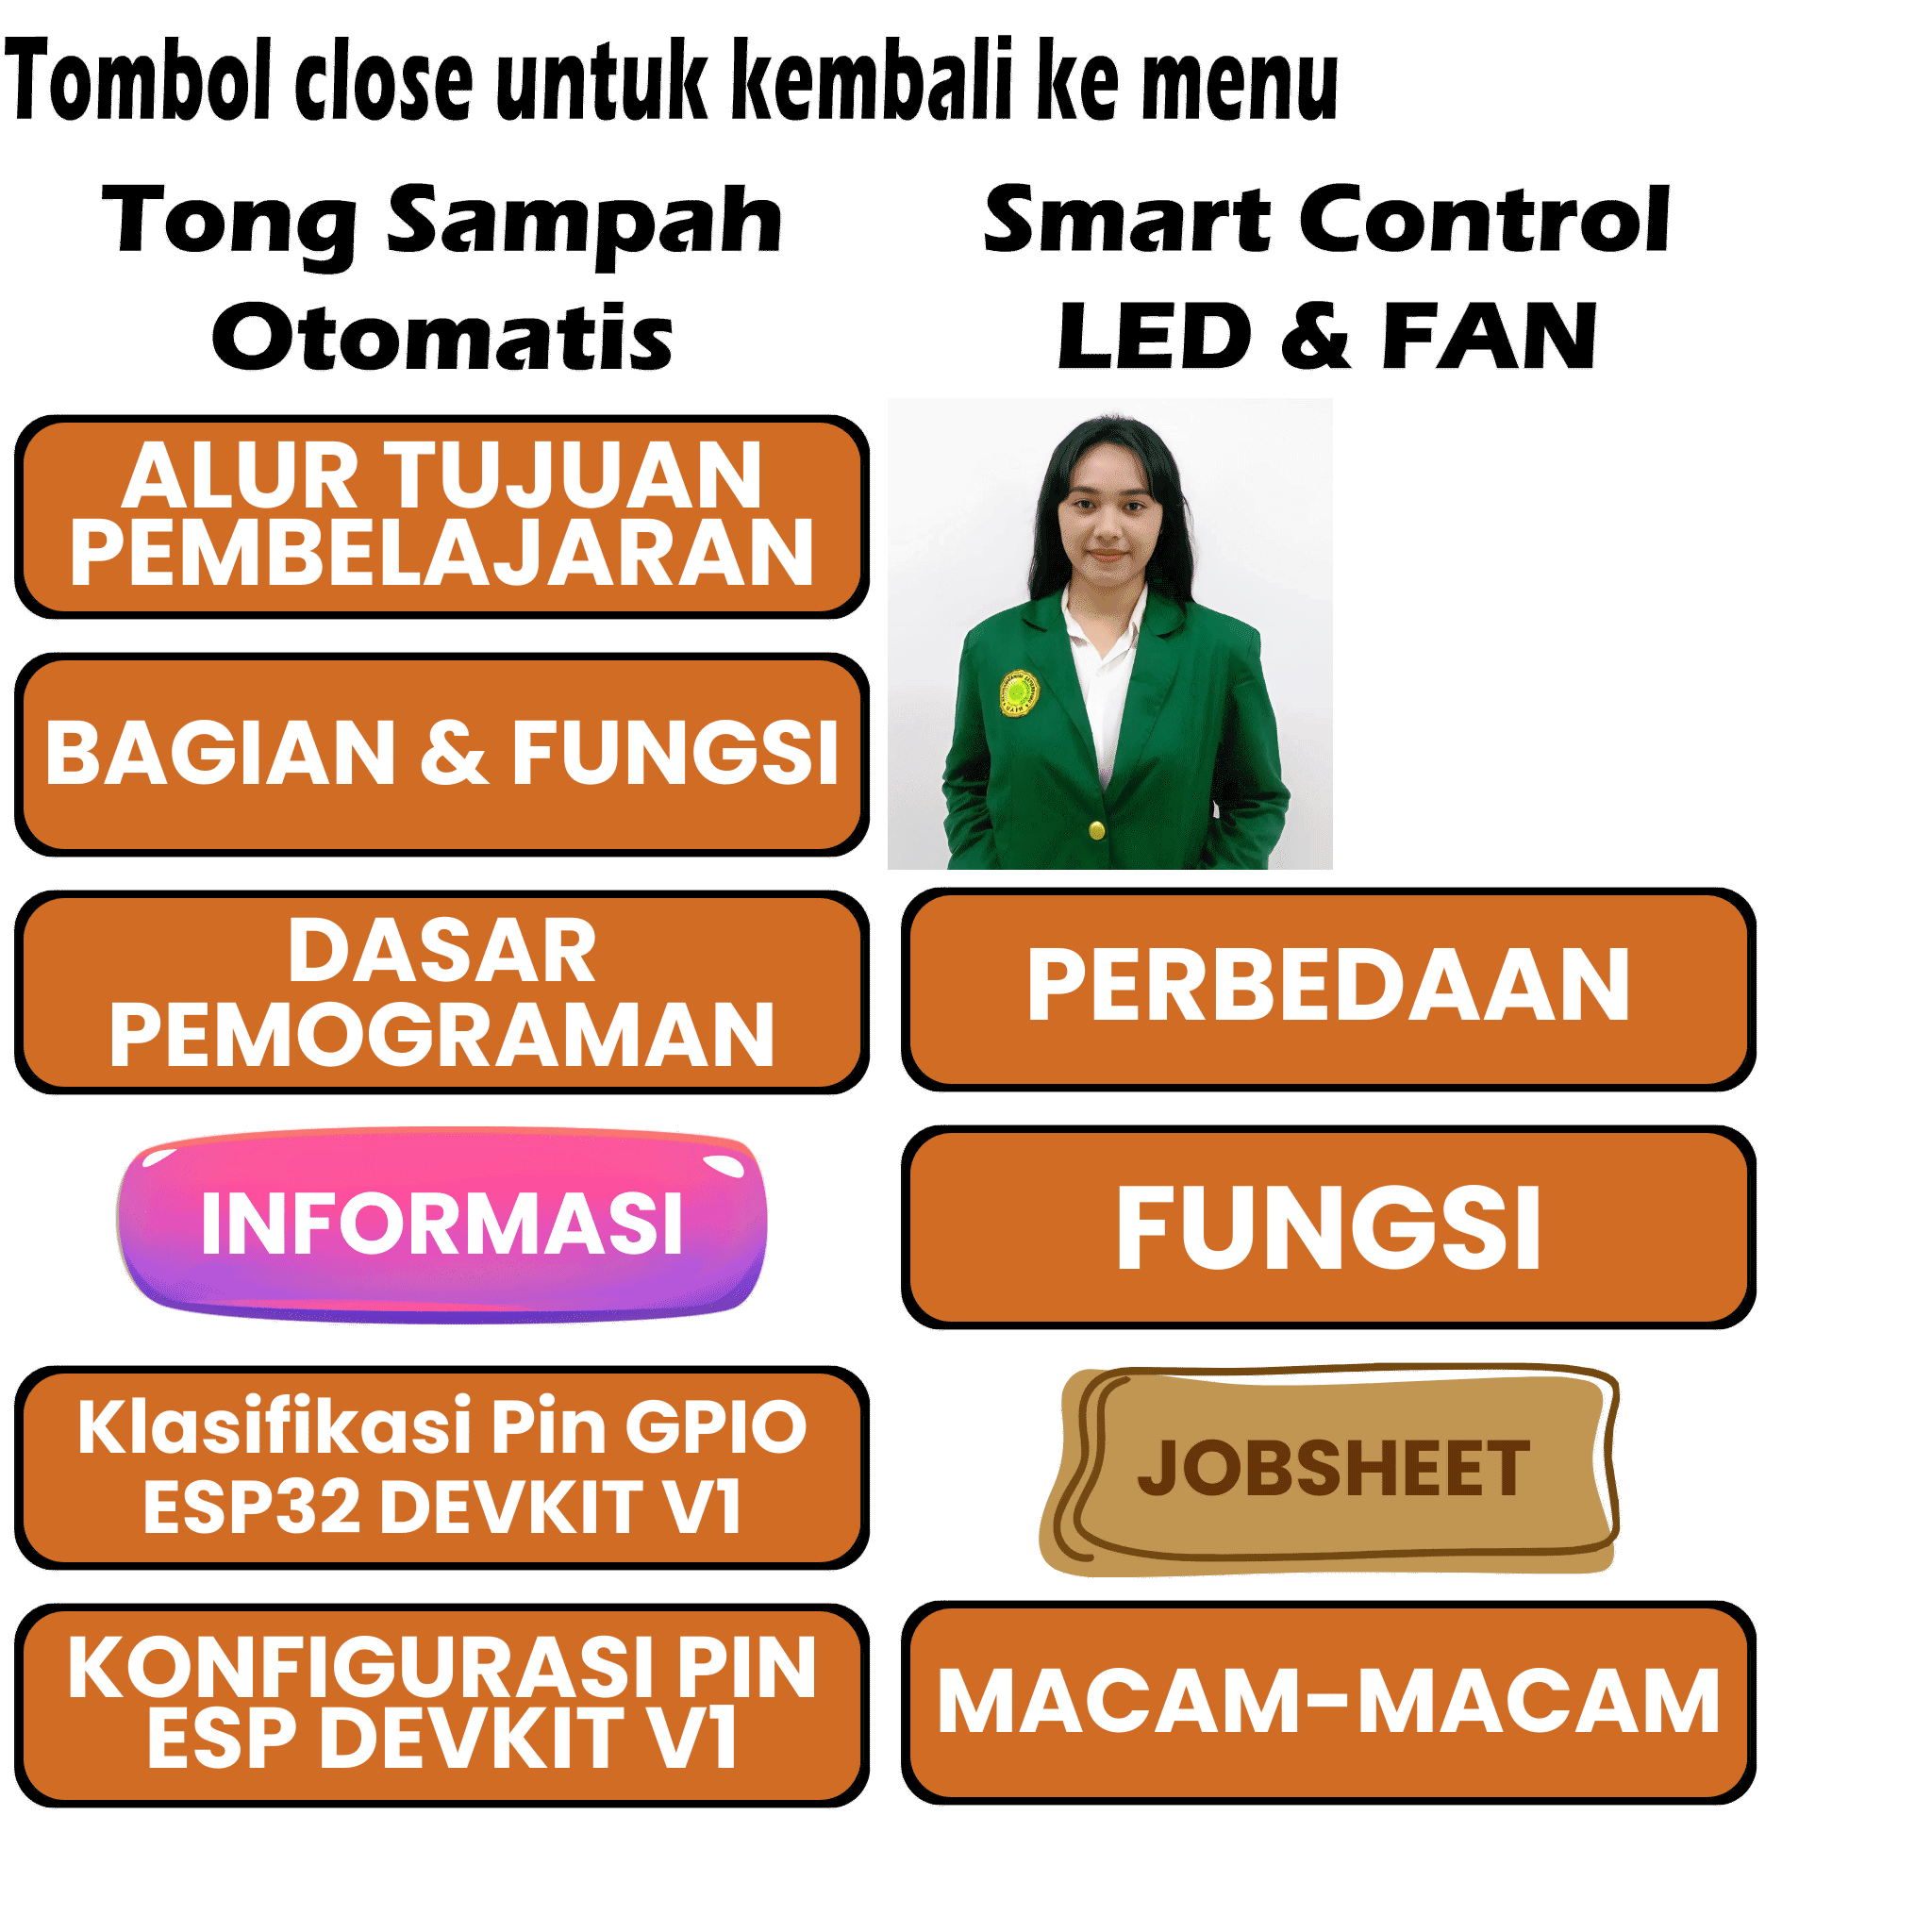 Tombol close untuk kembali ke menu
Tong Sampah
Otomatis
Smart Control
LED & FAN
ALUR TUJUAN
PEMBELAJARAN
BAGIAN & FUNGSI
DASAR
PEMOGRAMAN
PERBEDAAN
INFORMASI
FUNGSI
Klasifikasi Pin GPIO
ESP32 DEVKIT V1
JOBSHEET
KONFIGURASI PIN
ESP DEVKIT V1
MACAM-MACAM